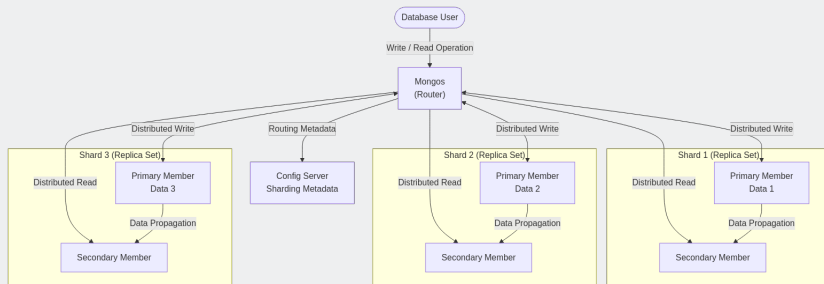 Database User
Write / Read Operation
Mongos
(Router)
Distributed Write
Routing Metadata
Distributed Write
Distributed Write
Shard 3 (Replica Set)
Shard 2 (Replica Set)
Shard 1 (Replica Set)
Distributed Read
Primary Member
Data 3
Config Server
Sharding Metadata
Distributed Read
Primary Member
Data 2
Distributed Read
Primary Member
Data 1
Data Propagation
Data Propagation
Data Propagation
Secondary Member
Secondary Member
Secondary Member